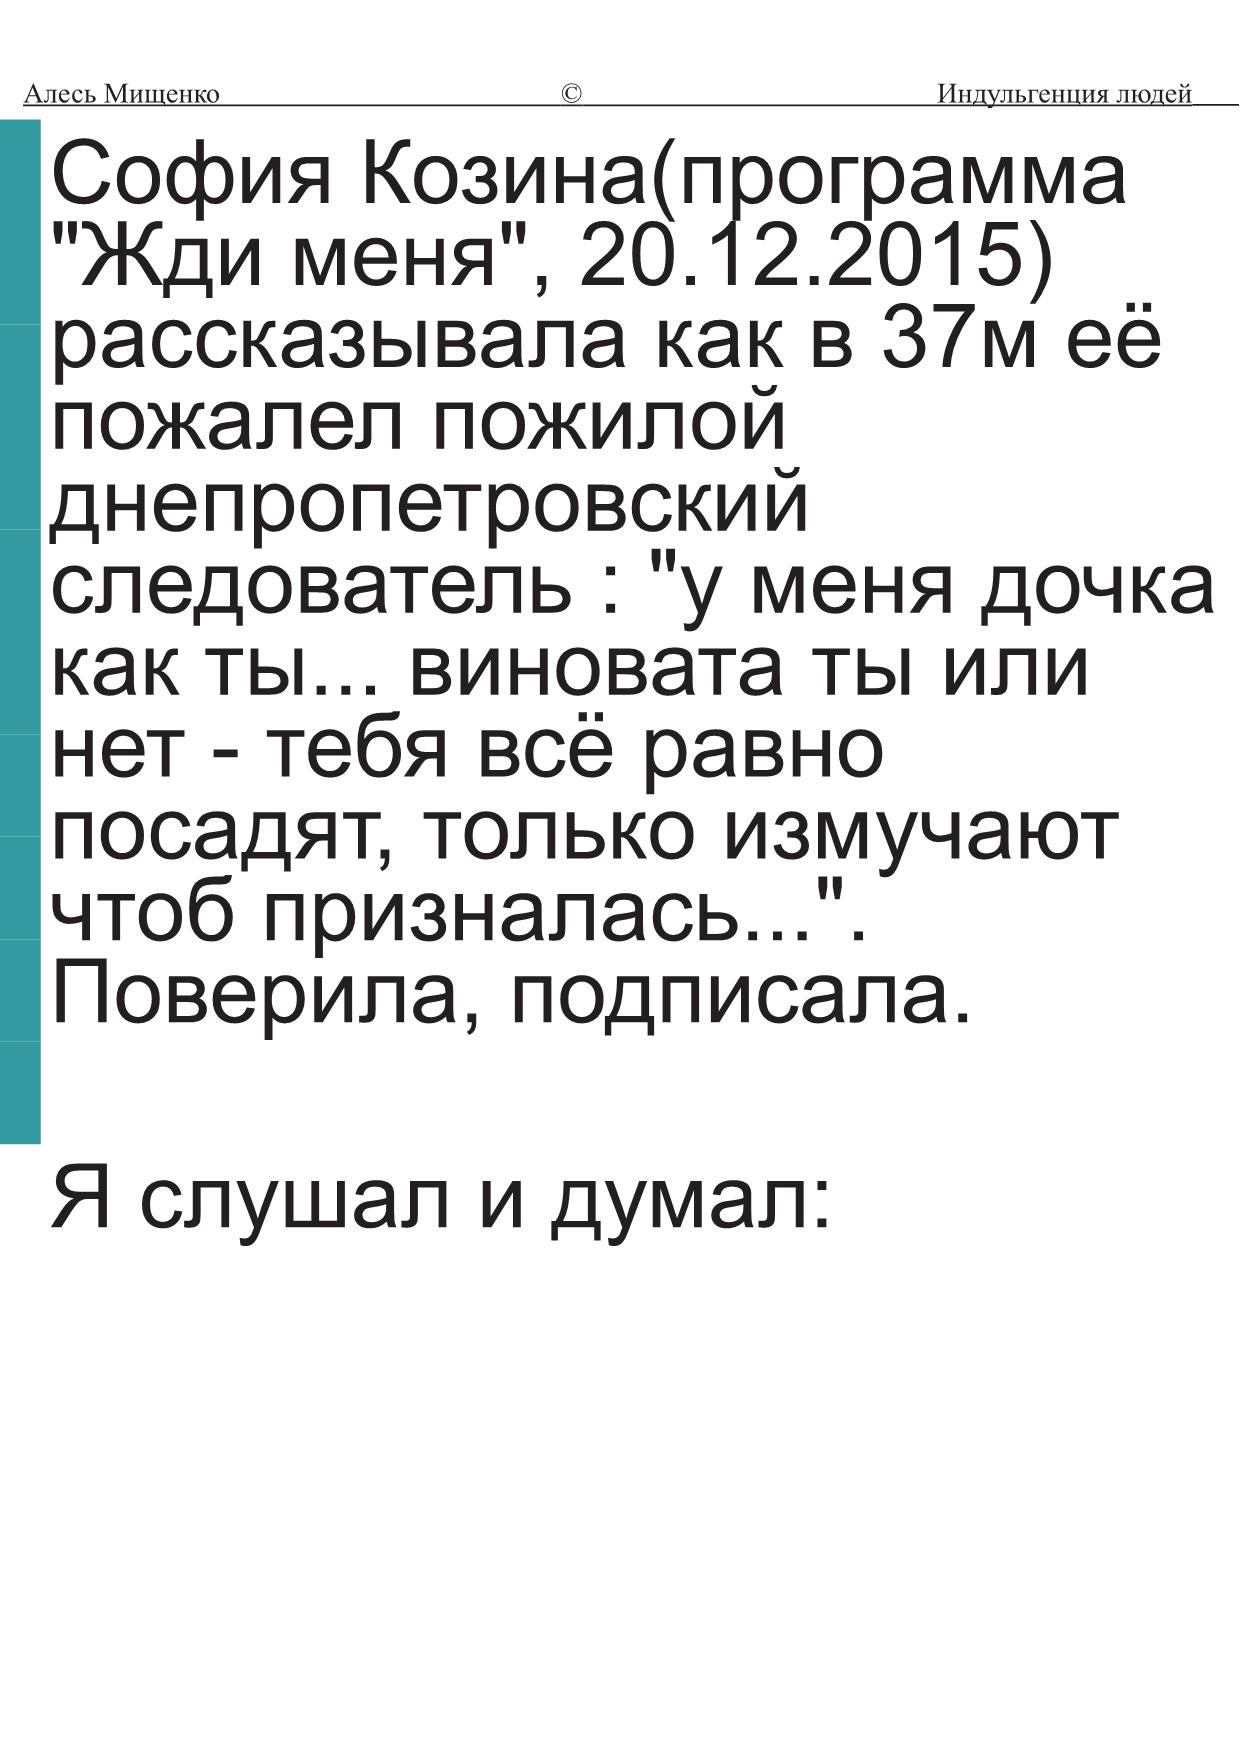 Алесь Мищенко © Индульгенция людей
София Козина(программа
"Жди меня", 20.12.2015)
рассказывала как в 37м её
пожалел пожилой
днепропетровский
следователь : "у меня дочка
как ты... виновата ты или
нет - тебя всё равно
посадят, только измучают
чтоб призналась...".
Поверила, подписала.
Я слушал и думал: